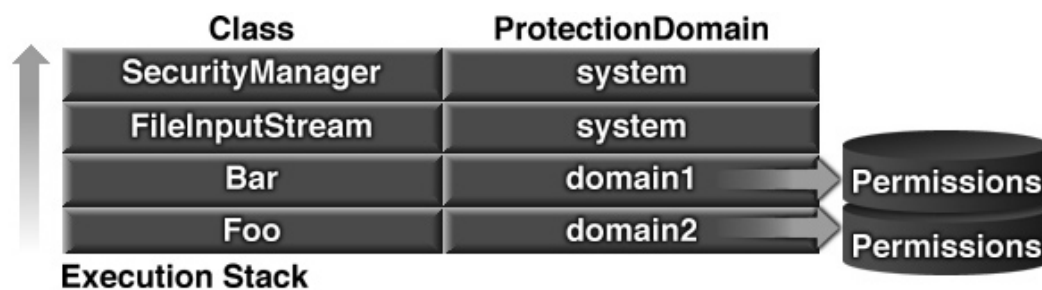 Class ProtectionDomain
SecurityManager system
FileInputStream system
Bar domain1 Permissions
Foo domain2 Permissions
Execution Stack